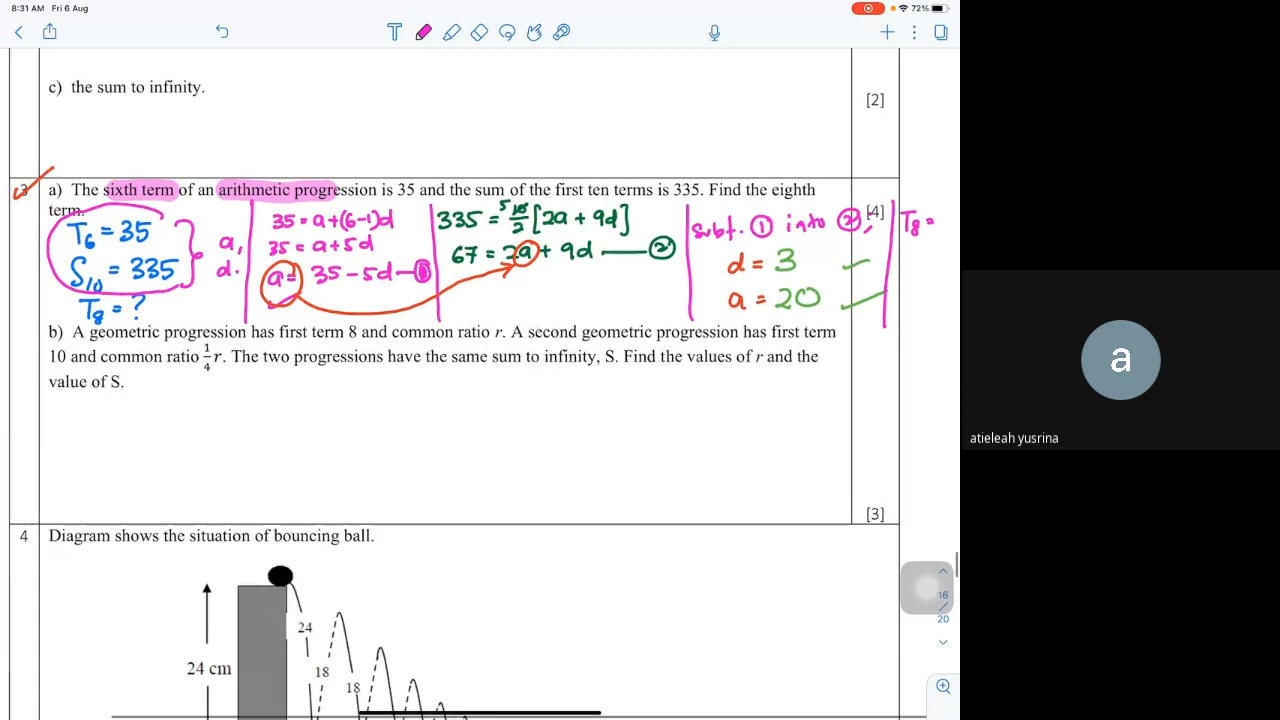 8:31 AM Fri 6 Aug
72%
c) the sum to infinity.
[2]
3
a) The sixth term of an arithmetic progression is 35 and the sum of the first ten terms is 335. Find the eighth
term.
[4]
T₆ = 35
S₁₀ = 335
T₈ = ?
a,
d.
35 = a+(6-1)d
35 = a+5d
a = 35 - 5d — ①
335 = 5 10/2 [2a + 9d]
67 = 2a + 9d — ②
Subt. ① into ②,
d = 3
a = 20
T₈ =
b) A geometric progression has first term 8 and common ratio r. A second geometric progression has first term
10 and common ratio 1/4 r. The two progressions have the same sum to infinity, S. Find the values of r and the
value of S.
[3]
4
Diagram shows the situation of bouncing ball.
24
24 cm
18
18
16
/
20
a
atieleah yusrina